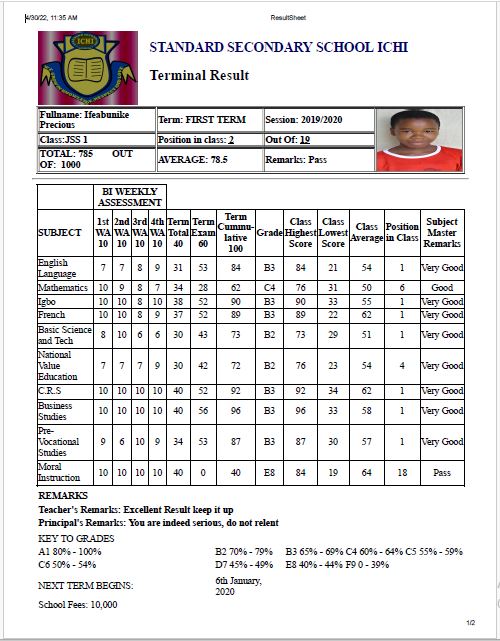 4/30/22, 11:35 AM ResultSheet
ICHI
STANDARD SECONDARY SCHOOL ICHI
Terminal Result
Fullname: Ifeabunike Precious Term: FIRST TERM Session: 2019/2020
Class:JSS 1 Position in class: 2 Out Of: 19
TOTAL: 785 OUT OF: 1000 AVERAGE: 78.5 Remarks: Pass
BI WEEKLY ASSESSMENT
SUBJECT 1st WA 10 2nd WA 10 3rd WA 10 4th WA 10 Term Total 40 Term Exam 60 Term Cummu-lative 100 Grade Class Highest Score Class Lowest Score Class Average Position in Class Subject Master Remarks
English Language 7 7 8 9 31 53 84 B3 84 21 54 1 Very Good
Mathematics 10 9 8 7 34 28 62 C4 76 31 50 6 Good
Igbo 10 10 8 10 38 52 90 B3 90 33 55 1 Very Good
French 10 10 8 9 37 52 89 B3 89 22 62 1 Very Good
Basic Science and Tech 8 10 6 6 30 43 73 B2 73 29 51 1 Very Good
National Value Education 7 7 7 9 30 42 72 B2 76 23 54 4 Very Good
C.R.S 10 10 10 10 40 52 92 B3 92 34 62 1 Very Good
Business Studies 10 10 10 10 40 56 96 B3 96 33 58 1 Very Good
Pre-Vocational Studies 9 6 10 9 34 53 87 B3 87 30 57 1 Very Good
Moral Instruction 10 10 10 10 40 0 40 E8 84 19 64 18 Pass
REMARKS
Teacher's Remarks: Excellent Result keep it up
Principal's Remarks: You are indeed serious, do not relent
KEY TO GRADES
A1 80% - 100% B2 70% - 79% B3 65% - 69% C4 60% - 64% C5 55% - 59%
C6 50% - 54% D7 45% - 49% E8 40% - 44% F9 0 - 39%
NEXT TERM BEGINS: 6th January, 2020
School Fees: 10,000
1/2